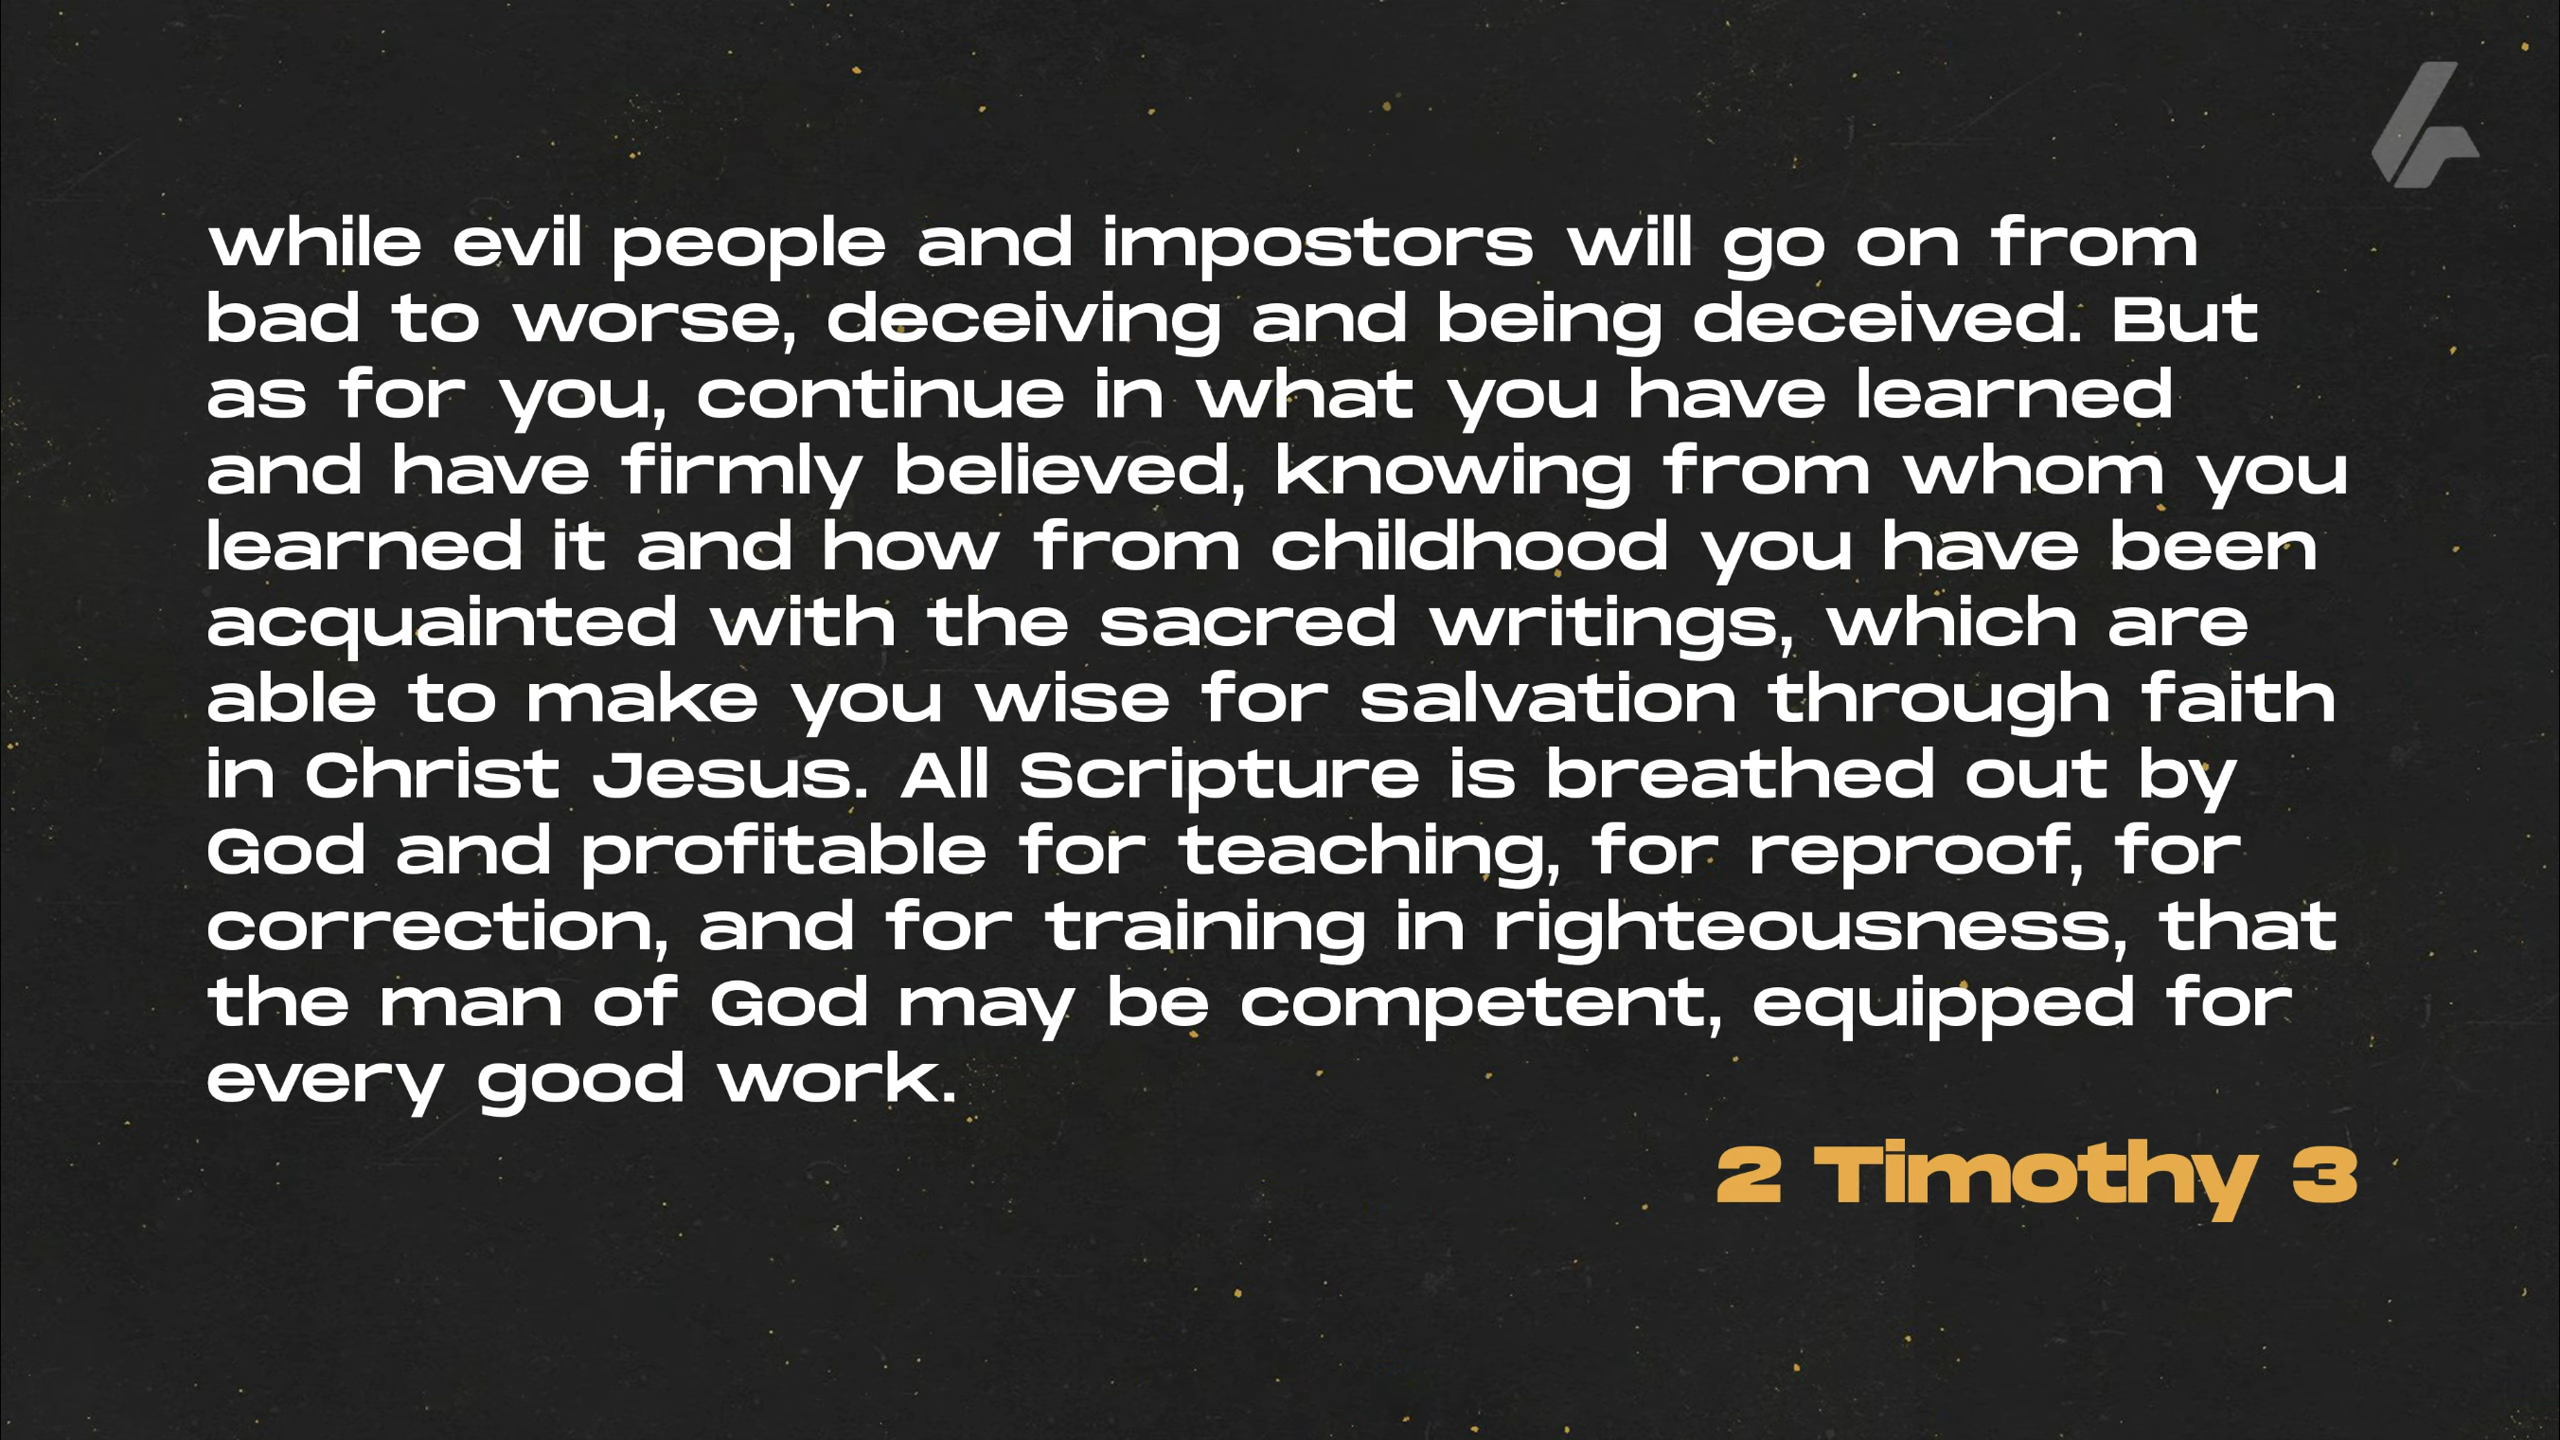 while evil people and impostors will go on from
bad to worse, deceiving and being deceived. But
as for you, continue in what you have learned
and have firmly believed, knowing from whom you
learned it and how from childhood you have been
acquainted with the sacred writings, which are
able to make you wise for salvation through faith
in Christ Jesus. All Scripture is breathed out by
God and profitable for teaching, for reproof, for
correction, and for training in righteousness, that
the man of God may be competent, equipped for
every good work.
2 Timothy 3